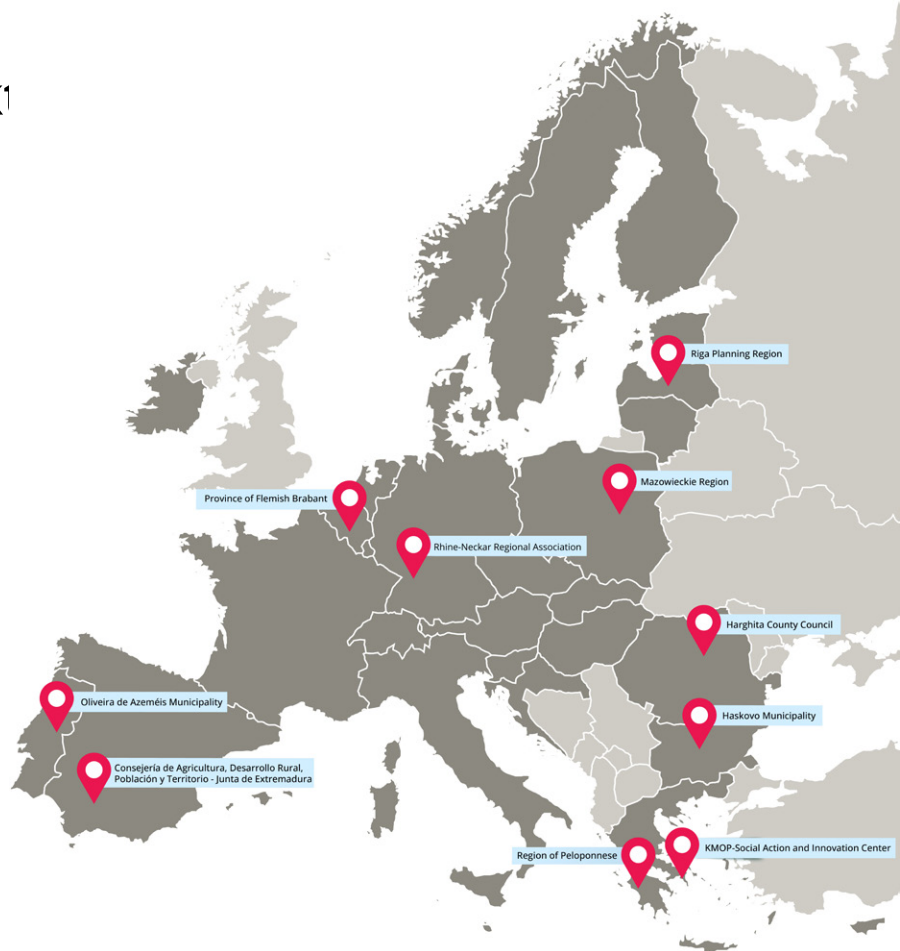 Riga Planning Region
Mazowieckie Region
Province of Flemish Brabant
Rhine-Neckar Regional Association
Harghita County Council
Oliveira de Azeméis Municipality
Haskovo Municipality
Consejería de Agricultura, Desarrollo Rural,
Población y Territorio - Junta de Extremadura
KMOP-Social Action and Innovation Center
Region of Peloponnese